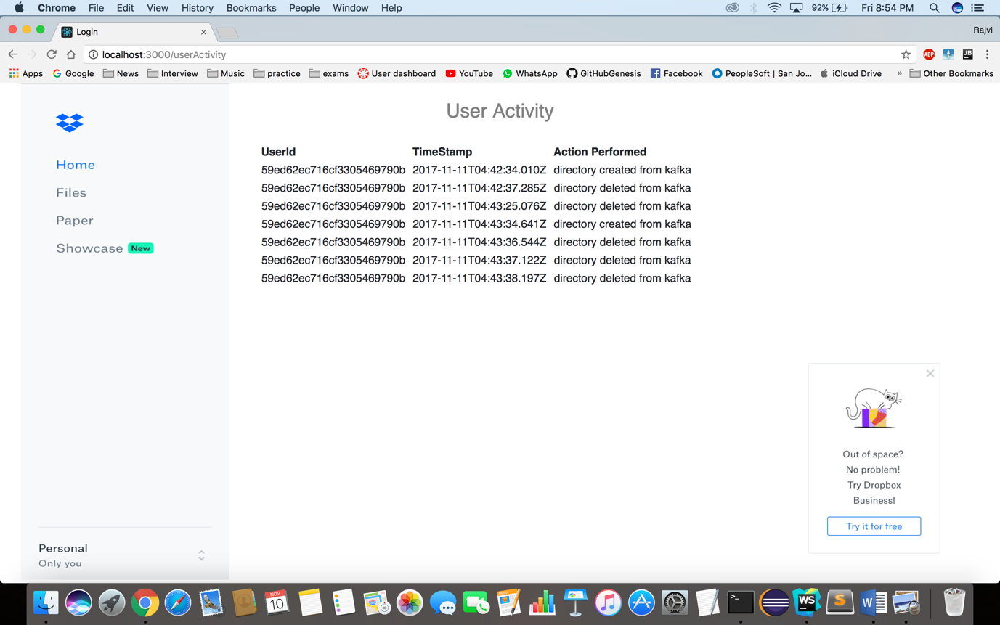 Chrome File Edit View History Bookmarks People Window Help 92% Fri 8:54 PM
Login Rajvi
localhost:3000/userActivity ABP JB
Apps Google News Interview Music practice exams User dashboard YouTube WhatsApp GitHubGenesis Facebook PeopleSoft | San Jo... iCloud Drive » Other Bookmarks
User Activity
UserId TimeStamp Action Performed
59ed62ec716cf3305469790b 2017-11-11T04:42:34.010Z directory created from kafka
59ed62ec716cf3305469790b 2017-11-11T04:42:37.285Z directory deleted from kafka
59ed62ec716cf3305469790b 2017-11-11T04:43:25.076Z directory deleted from kafka
59ed62ec716cf3305469790b 2017-11-11T04:43:34.641Z directory created from kafka
59ed62ec716cf3305469790b 2017-11-11T04:43:36.544Z directory deleted from kafka
59ed62ec716cf3305469790b 2017-11-11T04:43:37.122Z directory deleted from kafka
59ed62ec716cf3305469790b 2017-11-11T04:43:38.197Z directory deleted from kafka
Home
Files
Paper
Showcase New
Personal
Only you
Out of space?
No problem!
Try Dropbox
Business!
Try it for free
NOV
10
>_
WS
S
W